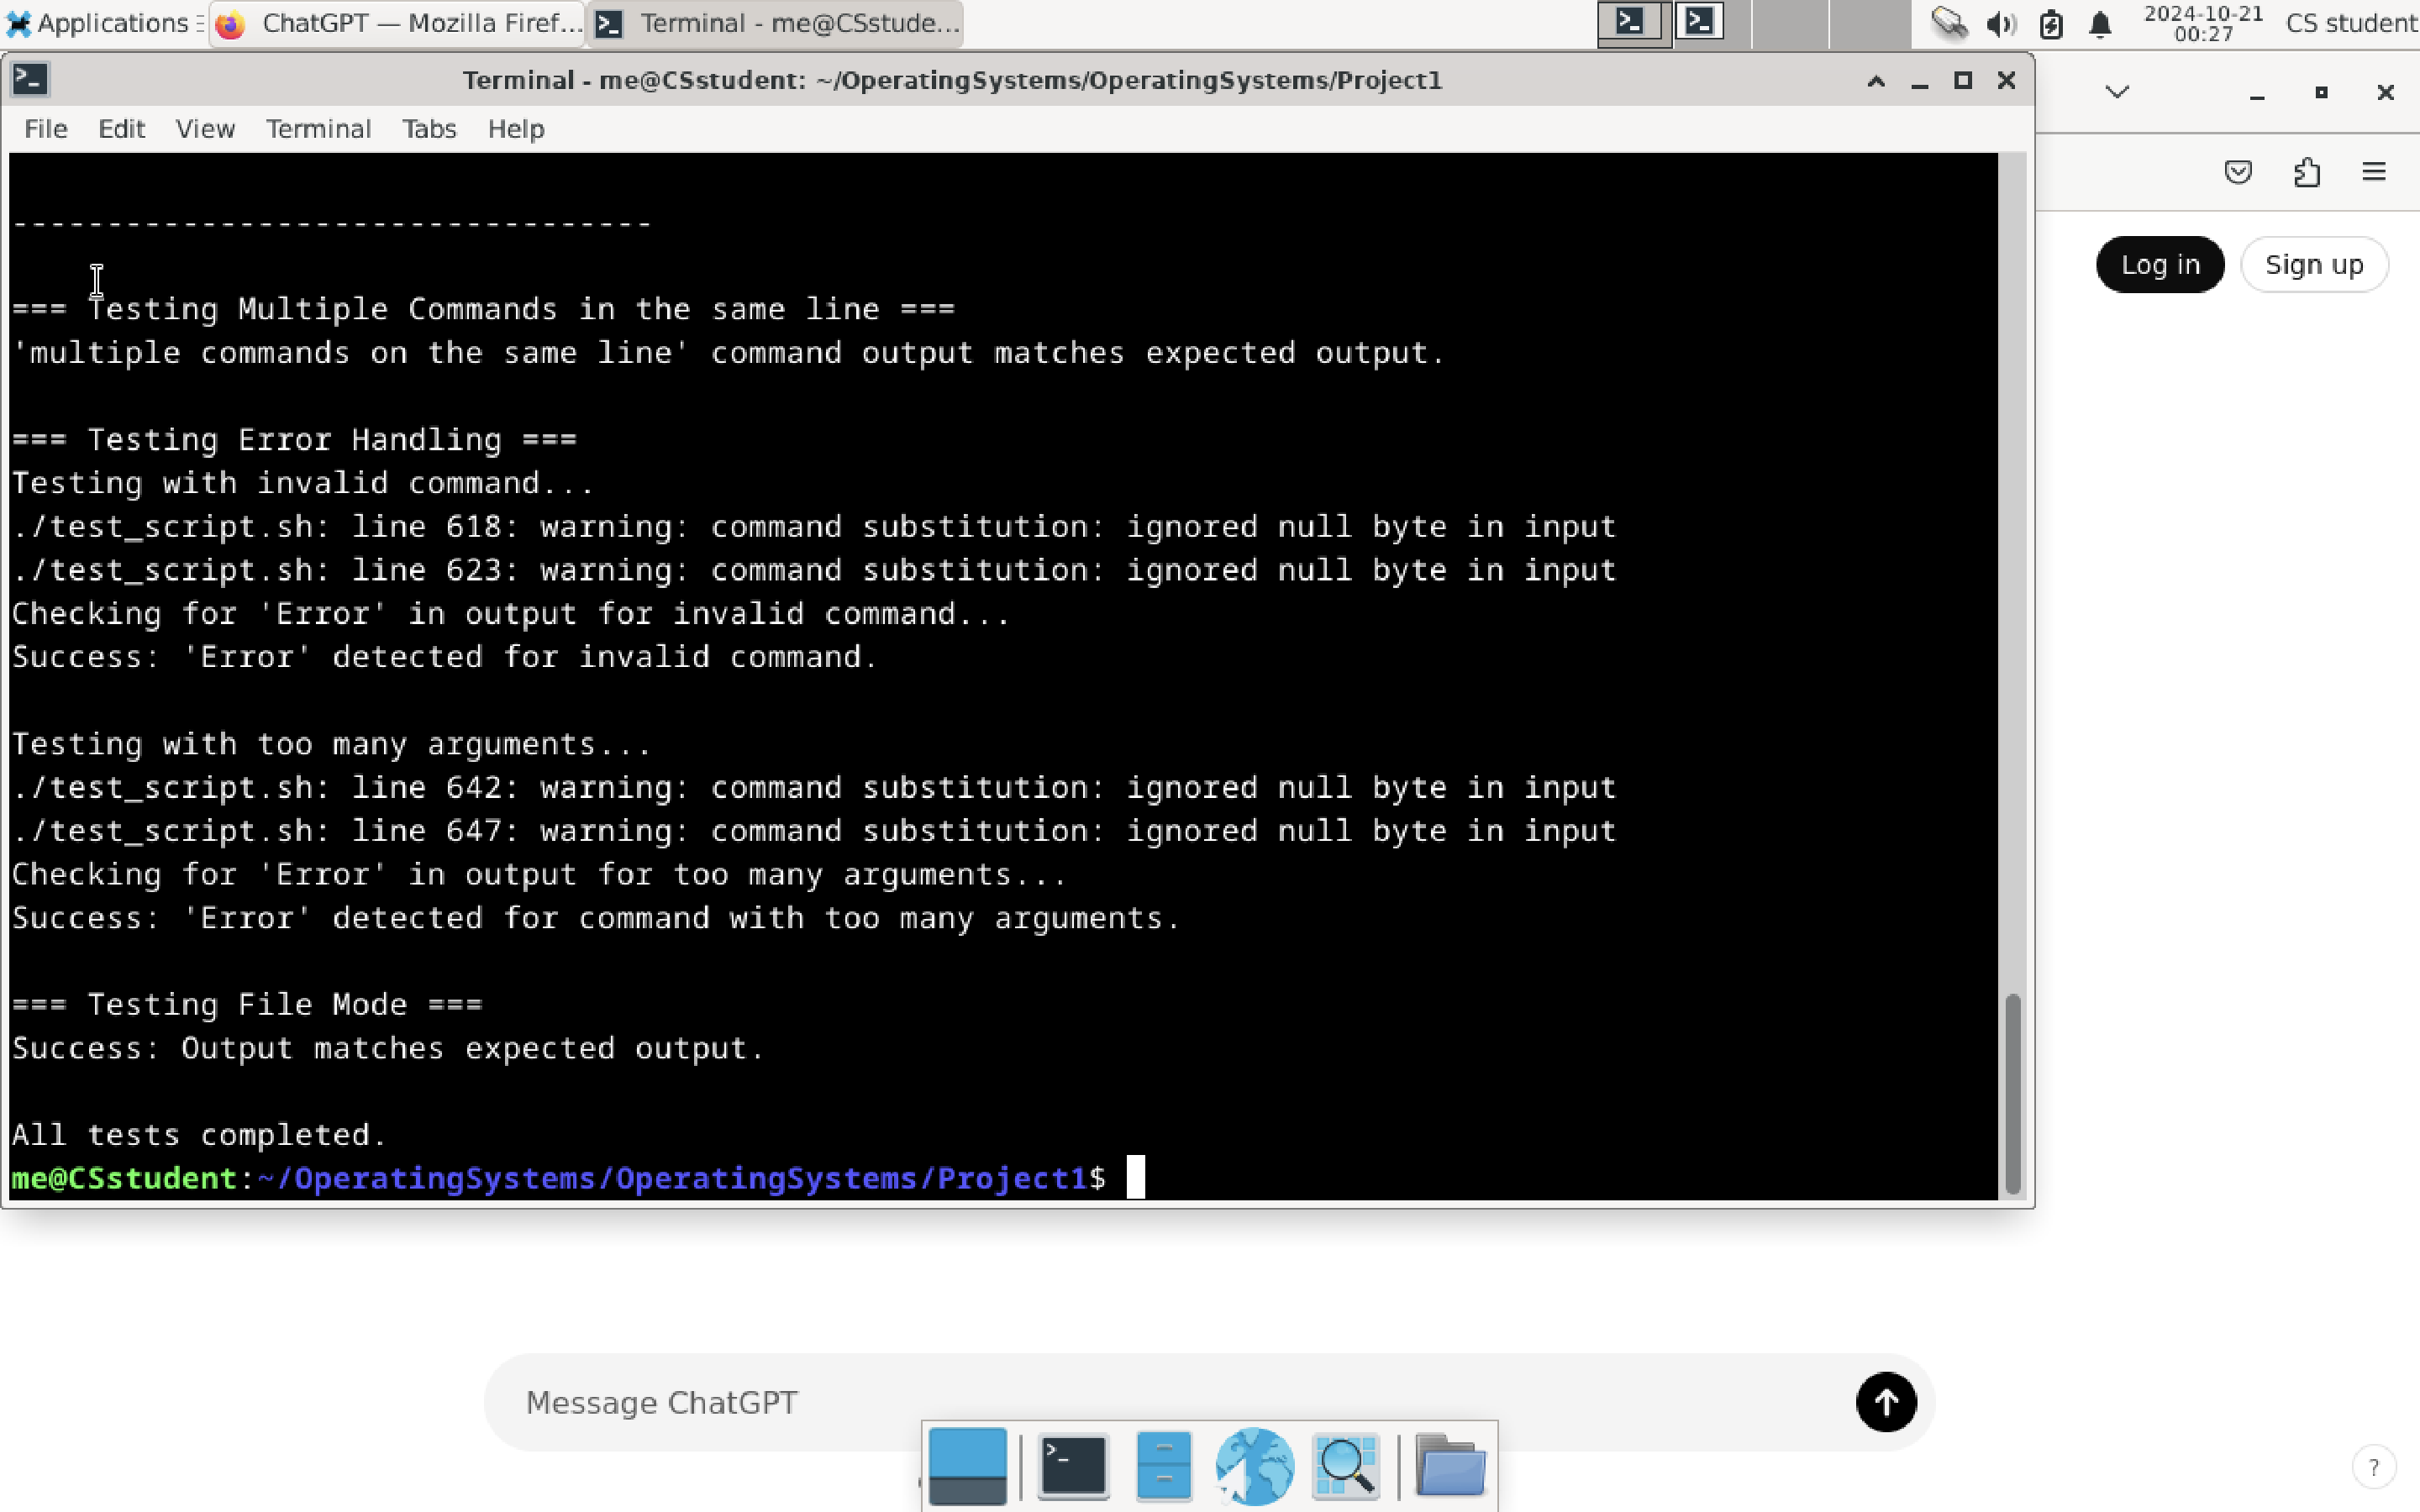 Applications
ChatGPT — Mozilla Firef...
Terminal - me@CSstude...
2024-10-21
00:27
CS student
Terminal - me@CSstudent: ~/OperatingSystems/OperatingSystems/Project1
File Edit View Terminal Tabs Help
---------------------------------- 
=== Testing Multiple Commands in the same line ===
'multiple commands on the same line' command output matches expected output.
=== Testing Error Handling ===
Testing with invalid command...
./test_script.sh: line 618: warning: command substitution: ignored null byte in input
./test_script.sh: line 623: warning: command substitution: ignored null byte in input
Checking for 'Error' in output for invalid command...
Success: 'Error' detected for invalid command.
Testing with too many arguments...
./test_script.sh: line 642: warning: command substitution: ignored null byte in input
./test_script.sh: line 647: warning: command substitution: ignored null byte in input
Checking for 'Error' in output for too many arguments...
Success: 'Error' detected for command with too many arguments.
=== Testing File Mode ===
Success: Output matches expected output.
All tests completed.
me@CSstudent:~/OperatingSystems/OperatingSystems/Project1$
Log in
Sign up
Message ChatGPT
?